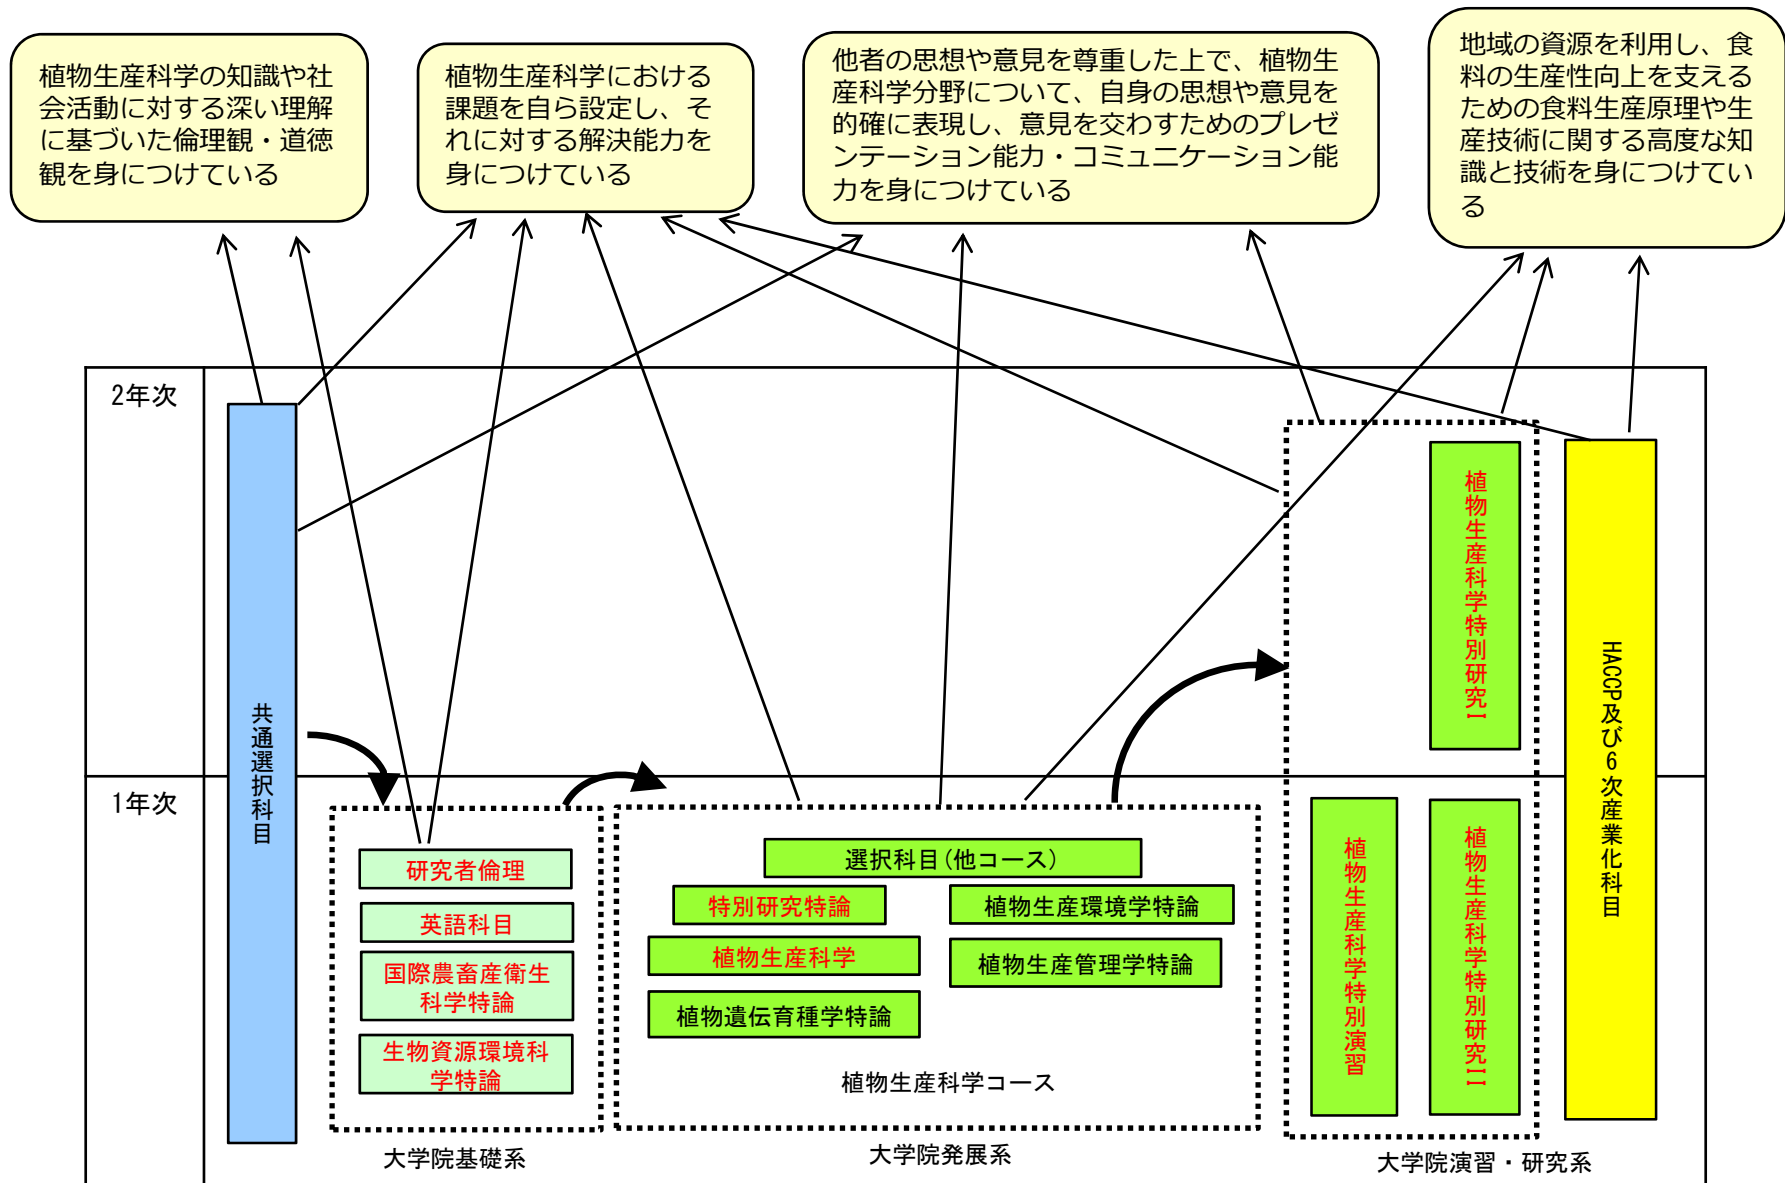 植物生産科学の知識や社
会活動に対する深い理解
に基づいた倫理観・道徳
観を身につけている
植物生産科学における
課題を自ら設定し、そ
れに対する解決能力を
身につけている
他者の思想や意見を尊重した上で、植物生
産科学分野について、自身の思想や意見を
的確に表現し、意見を交わすためのプレゼ
ンテーション能力・コミュニケーション能
力を身につけている
地域の資源を利用し、食
料の生産性向上を支える
ための食料生産原理や生
産技術に関する高度な知
識と技術を身につけてい
る
2年次
1年次
共通選択科目
研究者倫理
英語科目
国際農畜産衛生
科学特論
生物資源環境科
学特論
大学院基礎系
選択科目(他コース)
特別研究特論
植物生産環境学特論
植物生産科学
植物生産管理学特論
植物遺伝育種学特論
植物生産科学コース
大学院発展系
植物生産科学特別研究I
植物生産科学特別演習
植物生産科学特別研究II
大学院演習・研究系
HACCP及び6次産業化科目